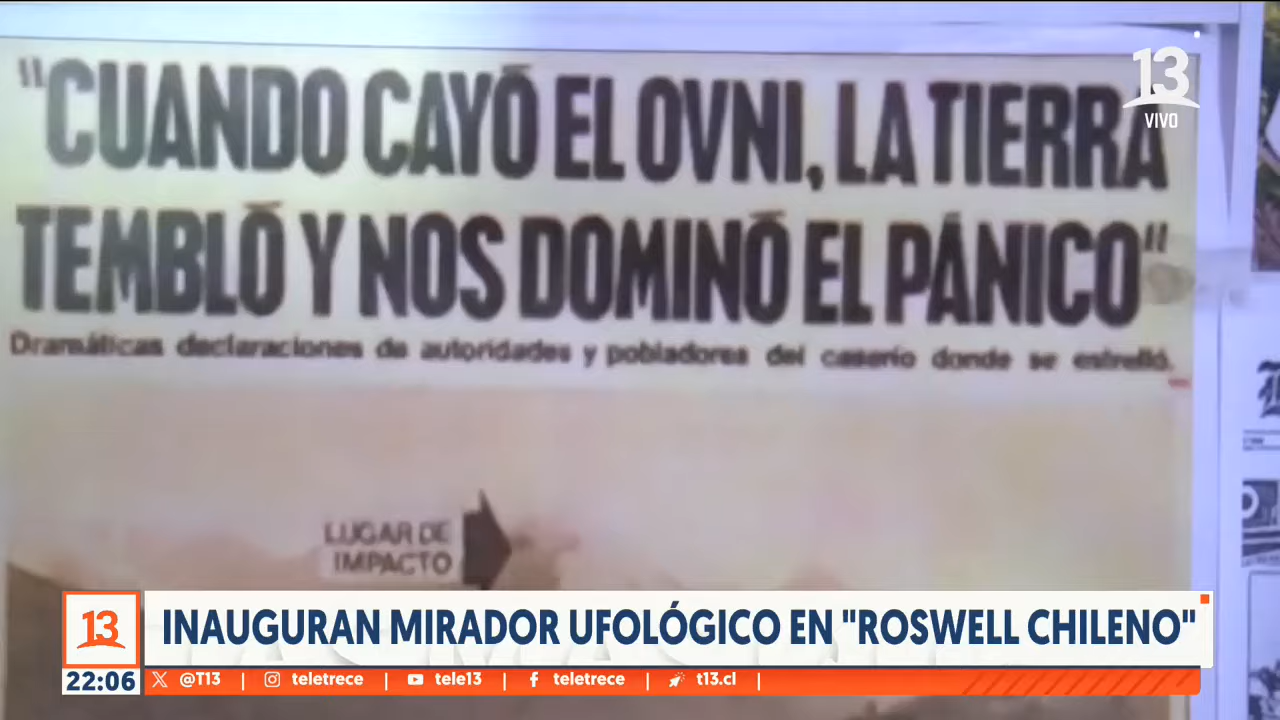 "CUANDO CAYÓ EL OVNI, LA TIERRA
TEMBLÓ Y NOS DOMINÓ EL PÁNICO"
Dramáticas declaraciones de autoridades y pobladores del caserío donde se estrelló.
LUGAR DE
IMPACTO
13
VIVO
13
INAUGURAN MIRADOR UFOLÓGICO EN "ROSWELL CHILENO"
22:06
@T13 | teletrece | tele13 | teletrece | t13.cl |